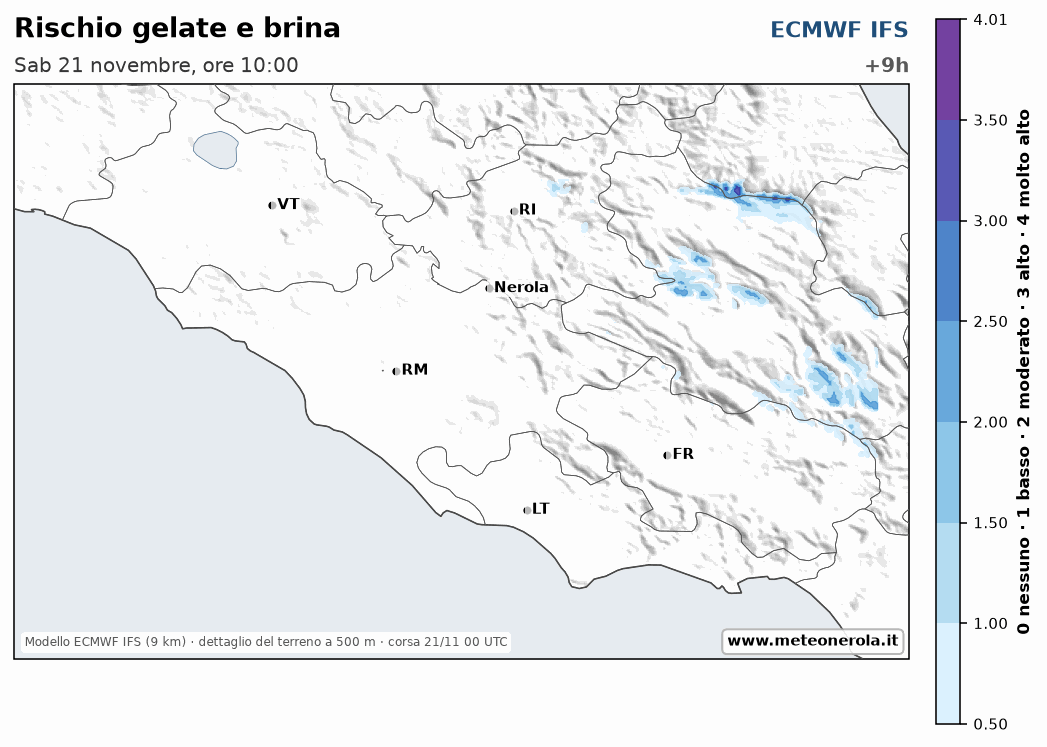 Rischio gelate e brina
ECMWF IFS
Sab 21 novembre, ore 10:00
+9h
VT
RI
Nerola
RM
FR
LT
Modello ECMWF IFS (9 km) · dettaglio del terreno a 500 m · corsa 21/11 00 UTC
www.meteonerola.it
4.01
3.50
3.00
2.50
2.00
1.50
1.00
0.50
0 nessuno · 1 basso · 2 moderato · 3 alto · 4 molto alto